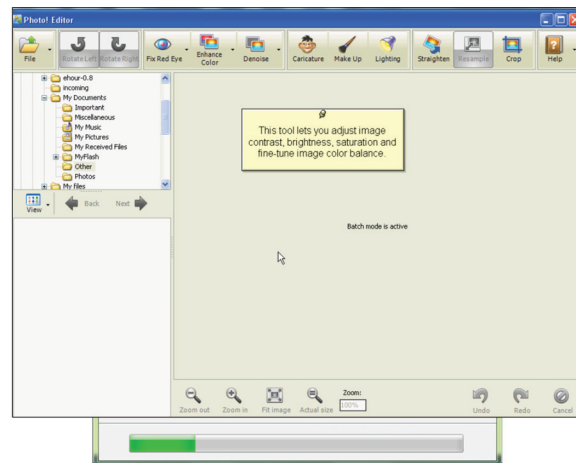 Photo! Editor
File
Rotate Left
Rotate Right
Fix Red Eye
Enhance Color
Denoise
Caricature
Make Up
Lighting
Straighten
Resample
Crop
Help
ehour-0.8
incoming
My Documents
Important
Miscellaneous
My Music
My Pictures
My Received Files
MyFlash
Other
Photos
My files
View
Back
Next
This tool lets you adjust image
contrast, brightness, saturation and
fine-tune image color balance.
Batch mode is active
Zoom out
Zoom in
Fit image
Actual size
Zoom:
100%
Undo
Redo
Cancel